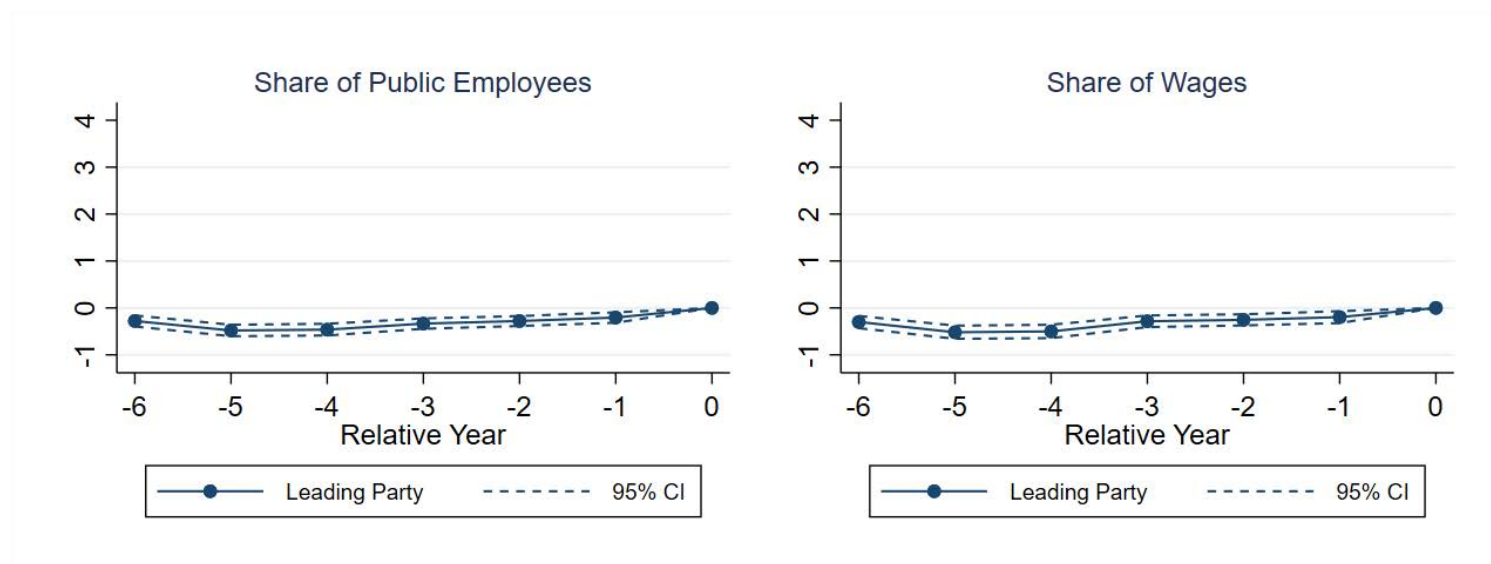 Share of Public Employees
4
3
2
1
0
-1
-6 -5 -4 -3 -2 -1 0
Relative Year
Leading Party 95% CI
Share of Wages
4
3
2
1
0
-1
-6 -5 -4 -3 -2 -1 0
Relative Year
Leading Party 95% CI